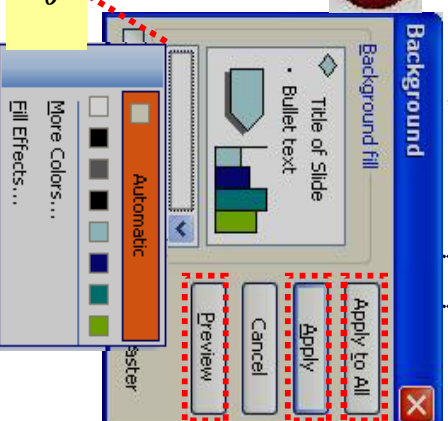 Background
Background fill
Title of Slide
• Bullet text
Apply to All
Apply
Cancel
Preview
Automatic
More Colors...
Fill Effects...